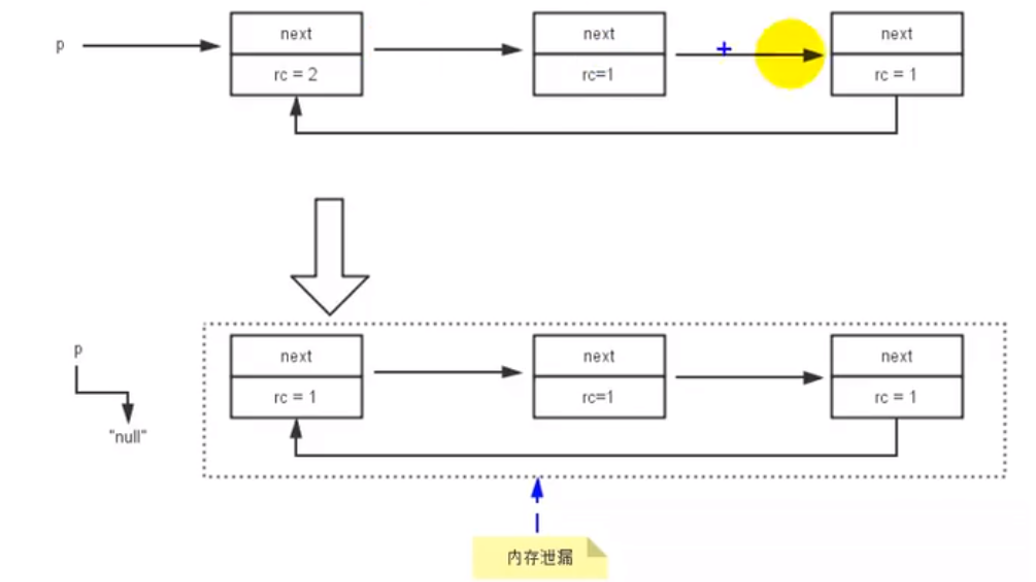 p
next
next
next
rc = 2
rc=1
rc = 1
p
next
next
next
rc = 1
rc=1
rc = 1
"null"
内存泄漏